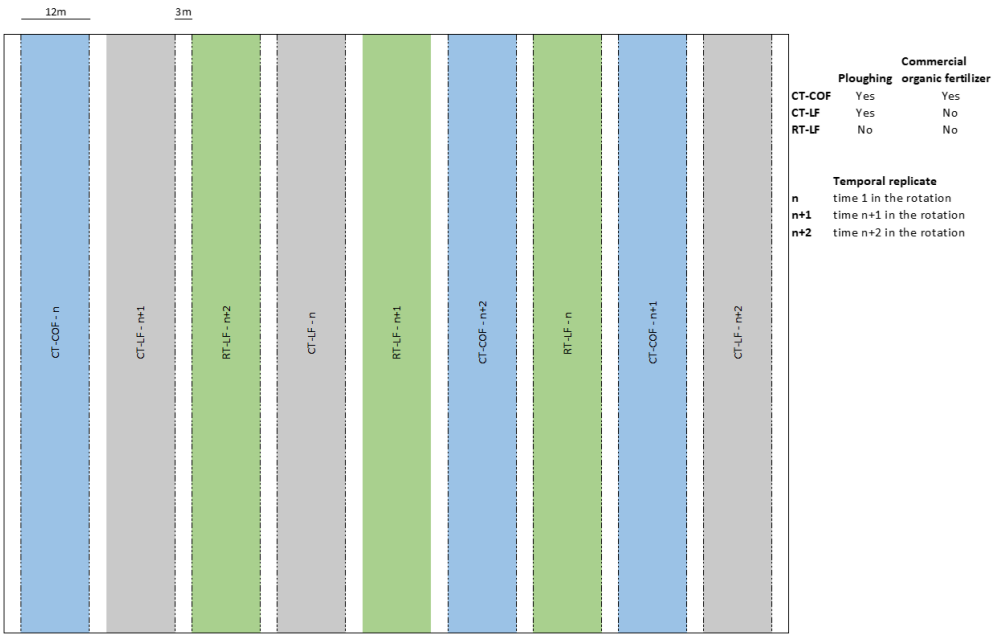 12m
3m
Commercial
Ploughing organic fertilizer
CT-COF Yes Yes
CT-LF Yes No
RT-LF No No
Temporal replicate
n time 1 in the rotation
n+1 time n+1 in the rotation
n+2 time n+2 in the rotation
CT-COF - n
CT-LF - n+1
RT-LF - n+2
CT-LF - n
RT-LF - n+1
CT-COF - n+2
RT-LF - n
CT-COF - n+1
CT-LF - n+2